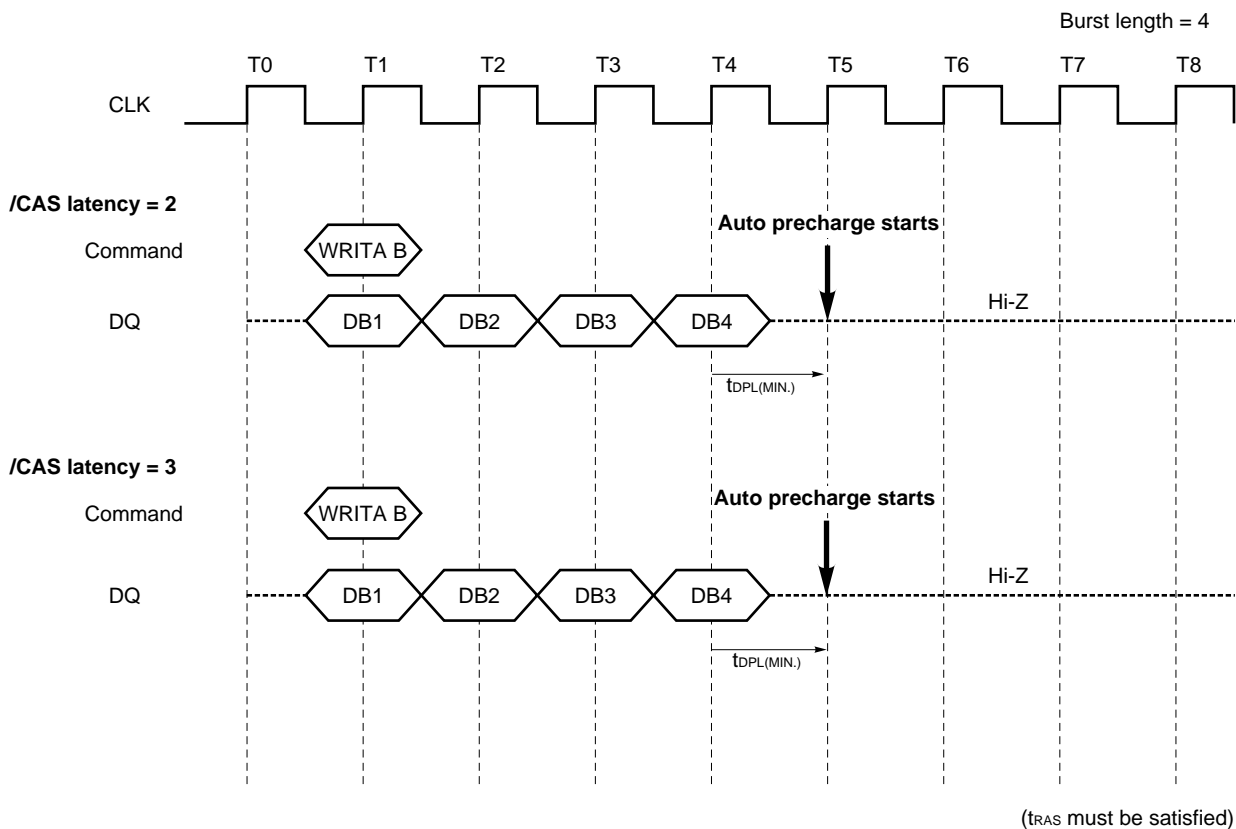 Burst length = 4
T0 T1 T2 T3 T4 T5 T6 T7 T8
CLK
/CAS latency = 2
Auto precharge starts
Command WRITA B
Hi-Z
DQ DB1 DB2 DB3 DB4
tDPL(MIN.)
/CAS latency = 3
Auto precharge starts
Command WRITA B
Hi-Z
DQ DB1 DB2 DB3 DB4
tDPL(MIN.)
(tRAS must be satisfied)